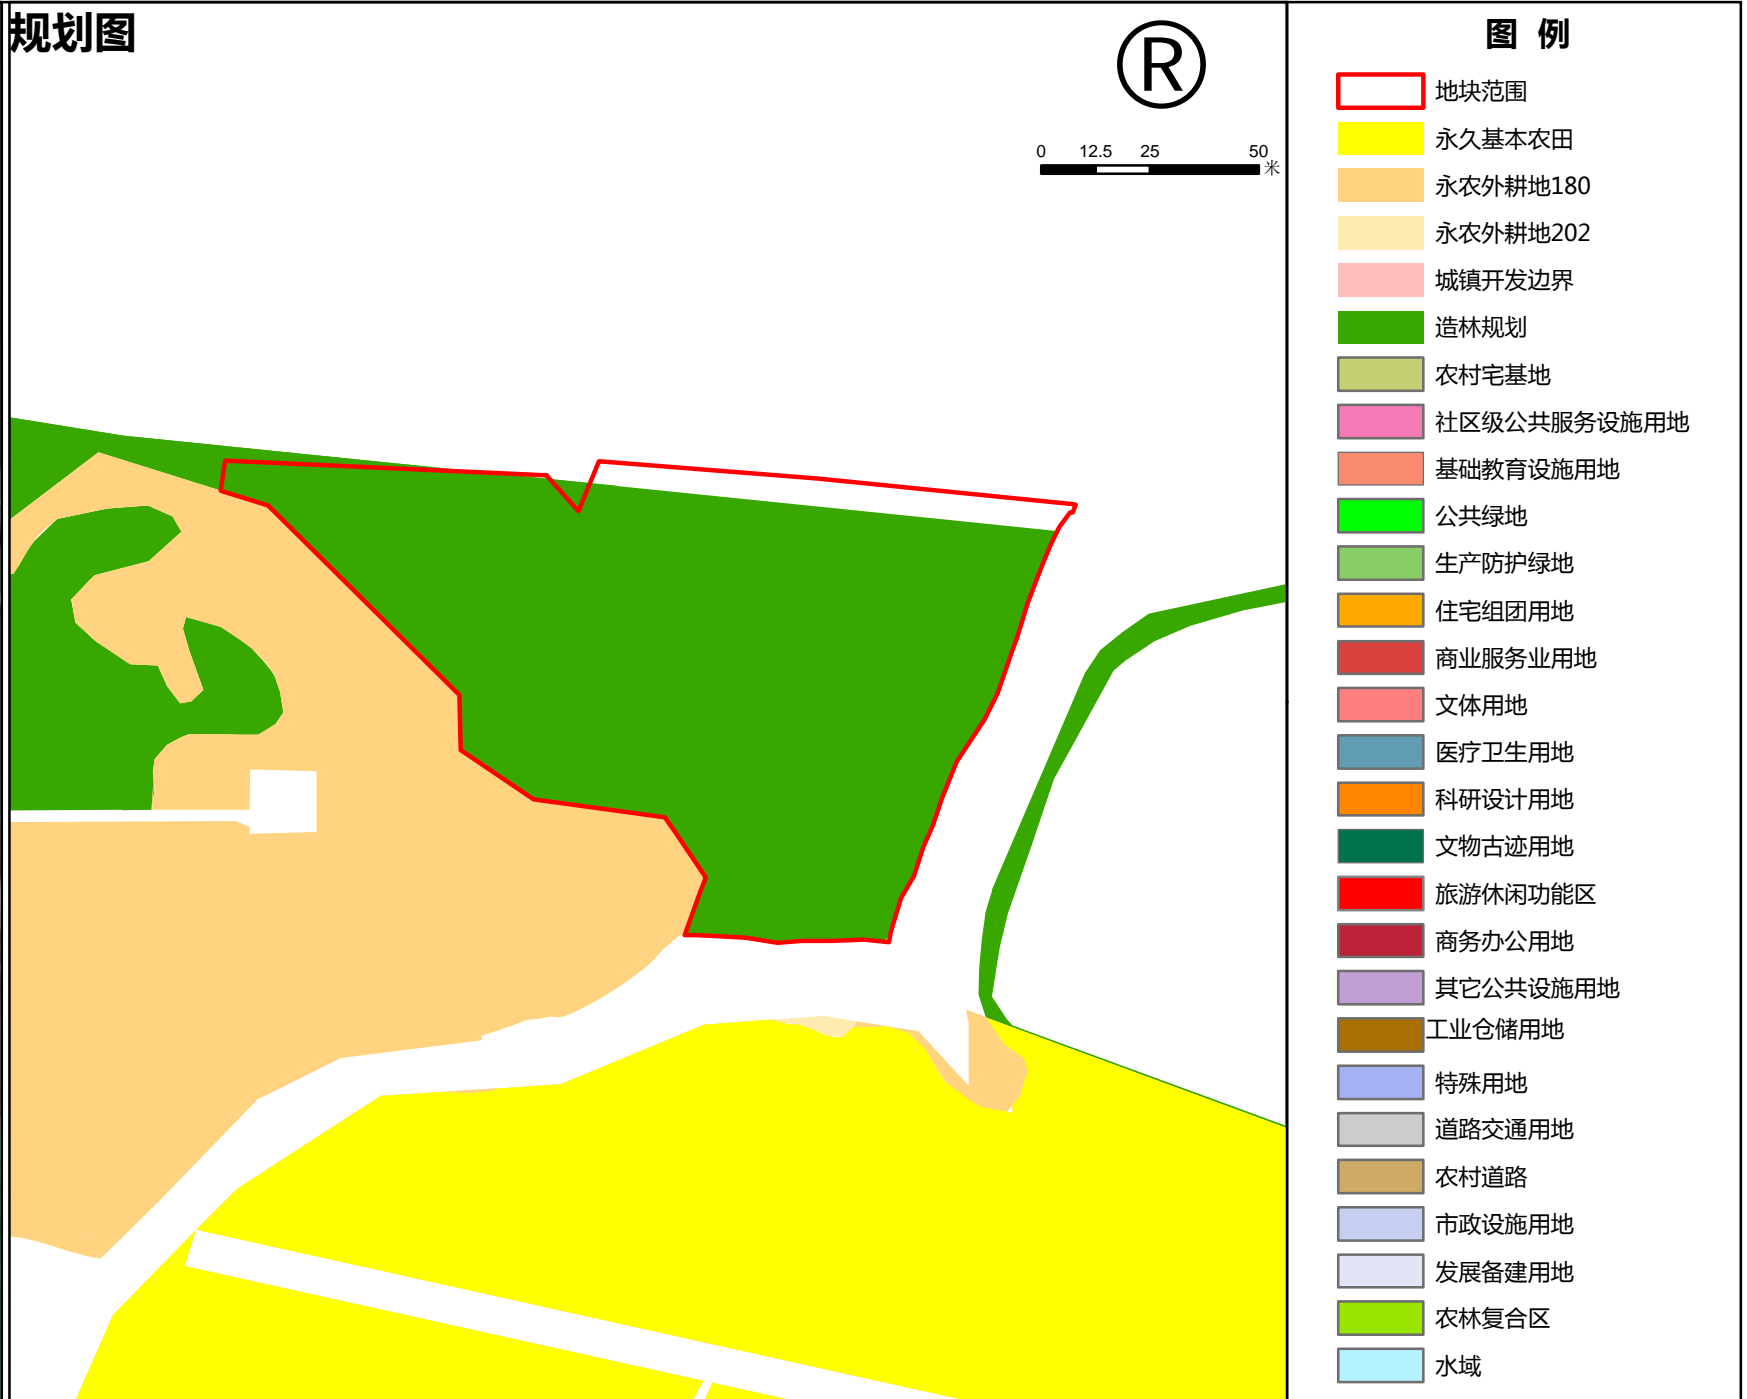 规划图
®
0 12.5 25 50
米
图 例
地块范围
永久基本农田
永农外耕地180
永农外耕地202
城镇开发边界
造林规划
农村宅基地
社区级公共服务设施用地
基础教育设施用地
公共绿地
生产防护绿地
住宅组团用地
商业服务业用地
文体用地
医疗卫生用地
科研设计用地
文物古迹用地
旅游休闲功能区
商务办公用地
其它公共设施用地
工业仓储用地
特殊用地
道路交通用地
农村道路
市政设施用地
发展备建用地
农林复合区
水域